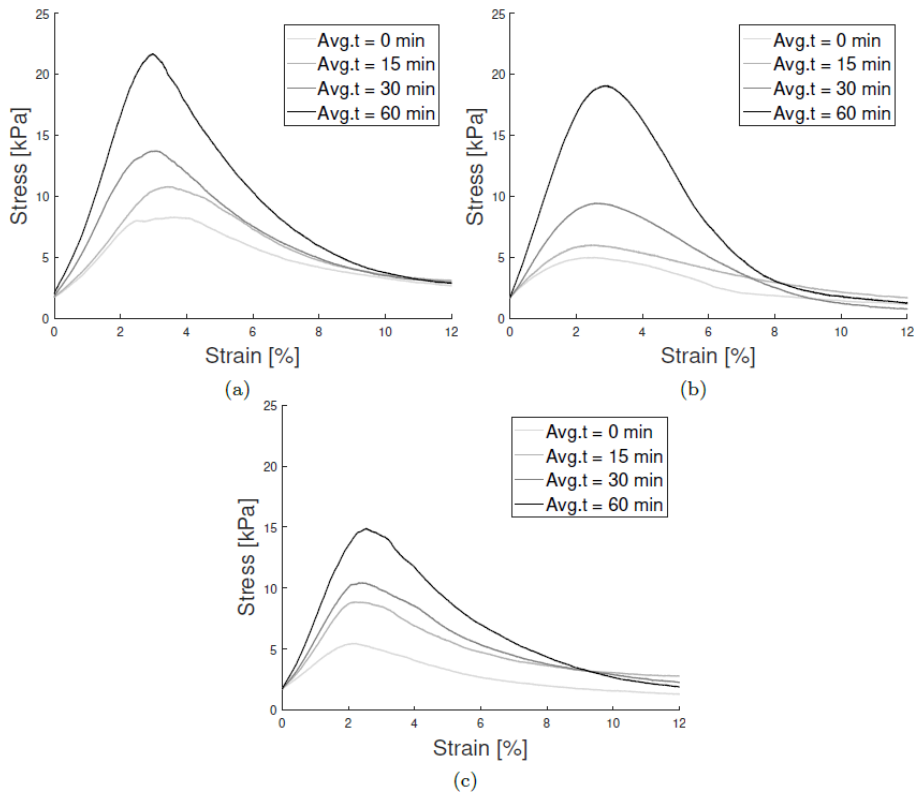 25
20
15
10
5
0
Stress [kPa]
Avg.t = 0 min
Avg.t = 15 min
Avg.t = 30 min
Avg.t = 60 min
0 2 4 6 8 10 12
Strain [%]
(a)
25
20
15
10
5
0
Stress [kPa]
Avg.t = 0 min
Avg.t = 15 min
Avg.t = 30 min
Avg.t = 60 min
0 2 4 6 8 10 12
Strain [%]
(b)
25
20
15
10
5
0
Stress [kPa]
Avg.t = 0 min
Avg.t = 15 min
Avg.t = 30 min
Avg.t = 60 min
0 2 4 6 8 10 12
Strain [%]
(c)